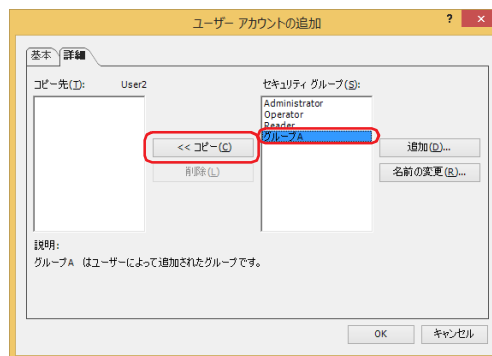 ユーザー アカウントの追加
?
×
基本 詳細
コピー先(T): User2
セキュリティ グループ(S):
Administrator
Operator
Reader
グループA
<< コピー(C)
追加(D)...
削除(L)
名前の変更(R)...
説明:
グループA はユーザーによって追加されたグループです。
OK キャンセル